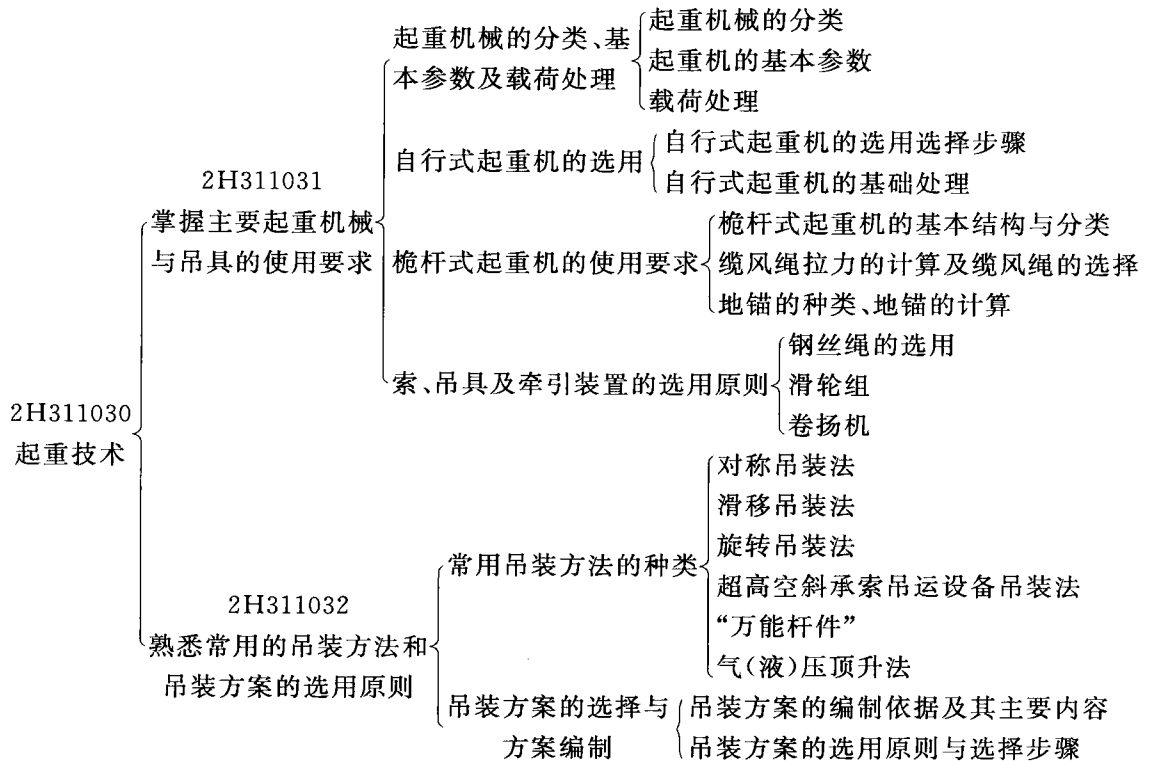 2H311030
起重技术
2H311031
掌握主要起重机械
与吊具的使用要求
起重机械的分类、基
本参数及载荷处理
起重机械的分类
起重机的基本参数
载荷处理
自行式起重机的选用
自行式起重机的选用选择步骤
自行式起重机的基础处理
桅杆式起重机的使用要求
桅杆式起重机的基本结构与分类
缆风绳拉力的计算及缆风绳的选择
地锚的种类、地锚的计算
索、吊具及牵引装置的选用原则
钢丝绳的选用
滑轮组
卷扬机
2H311032
熟悉常用的吊装方法和
吊装方案的选用原则
常用吊装方法的种类
对称吊装法
滑移吊装法
旋转吊装法
超高空斜承索吊运设备吊装法
“万能杆件”
气(液)压顶升法
吊装方案的选择与
方案编制
吊装方案的编制依据及其主要内容
吊装方案的选用原则与选择步骤